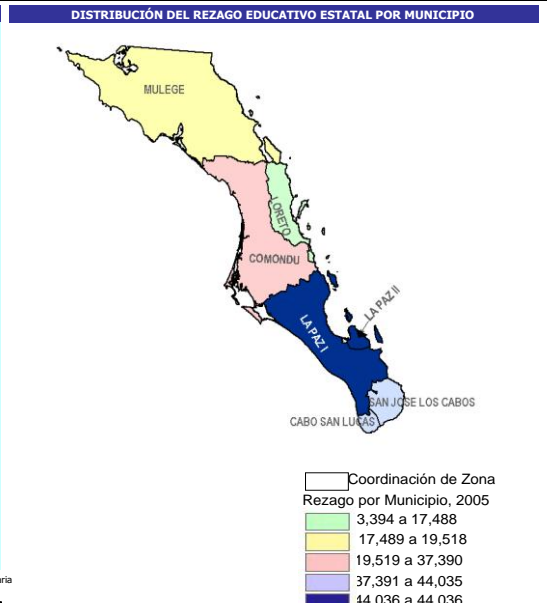 DISTRIBUCIÓN DEL REZAGO EDUCATIVO ESTATAL POR MUNICIPIO
MULEGE
LORETO
COMONDU
LA PAZ II
LA PAZ I
SAN JOSE LOS CABOS
CABO SAN LUCAS
Coordinación de Zona
Rezago por Municipio, 2005
3,394 a 17,488
17,489 a 19,518
19,519 a 37,390
37,391 a 44,035
44,036 a 44,036
aria